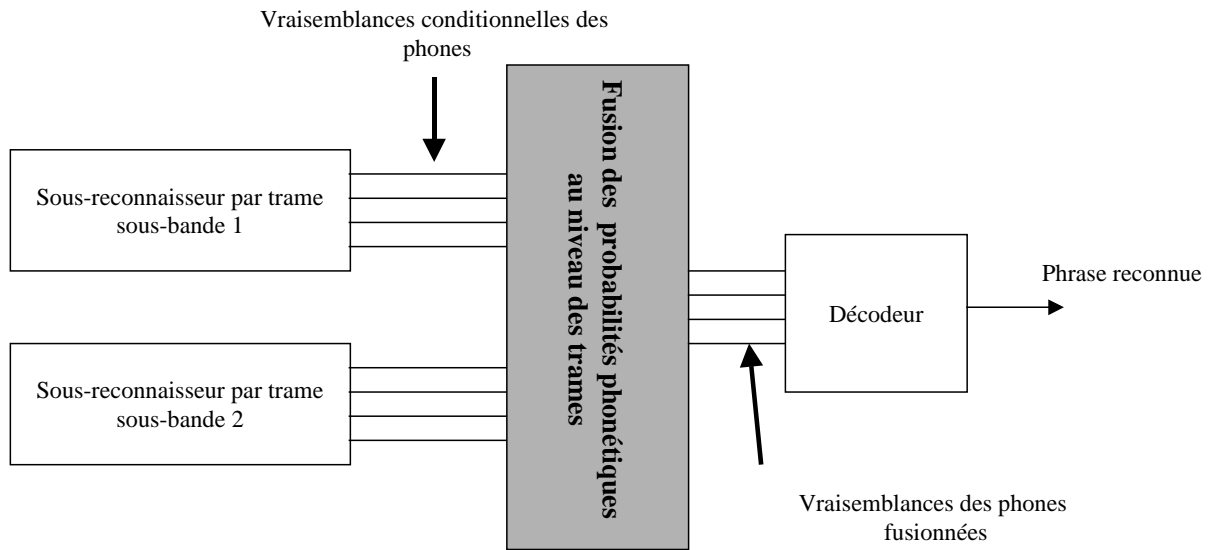 Vraisemblances conditionnelles des
phones
Sous-reconnaisseur par trame
sous-bande 1
Sous-reconnaisseur par trame
sous-bande 2
Fusion des probabilités phonétiques
au niveau des trames
Décodeur
Phrase reconnue
Vraisemblances des phones
fusionnées